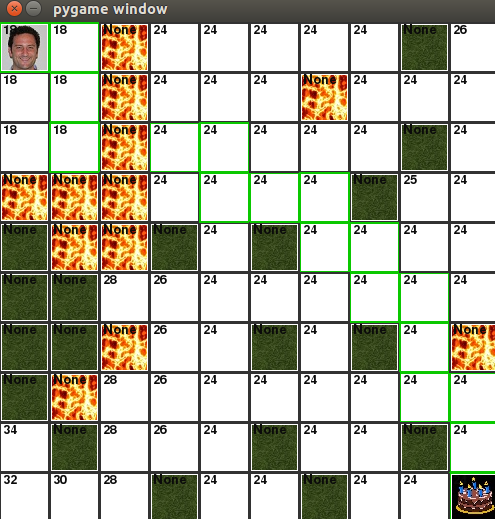 pygame window
18 18 None 24 24 24 24 24 None 26
18 18 None 24 24 24 None 24 24 24
18 18 None 24 24 24 24 24 None 24
None None None 24 24 24 24 None 25 24
None None None None 24 None 24 24 24 24
None None 28 26 24 24 24 24 24 24
None None None 26 24 None 24 None 24 None
None None 28 26 24 24 24 24 24 24
34 None 28 26 24 None 24 24 None 24
32 30 28 None 24 24 None 24 24